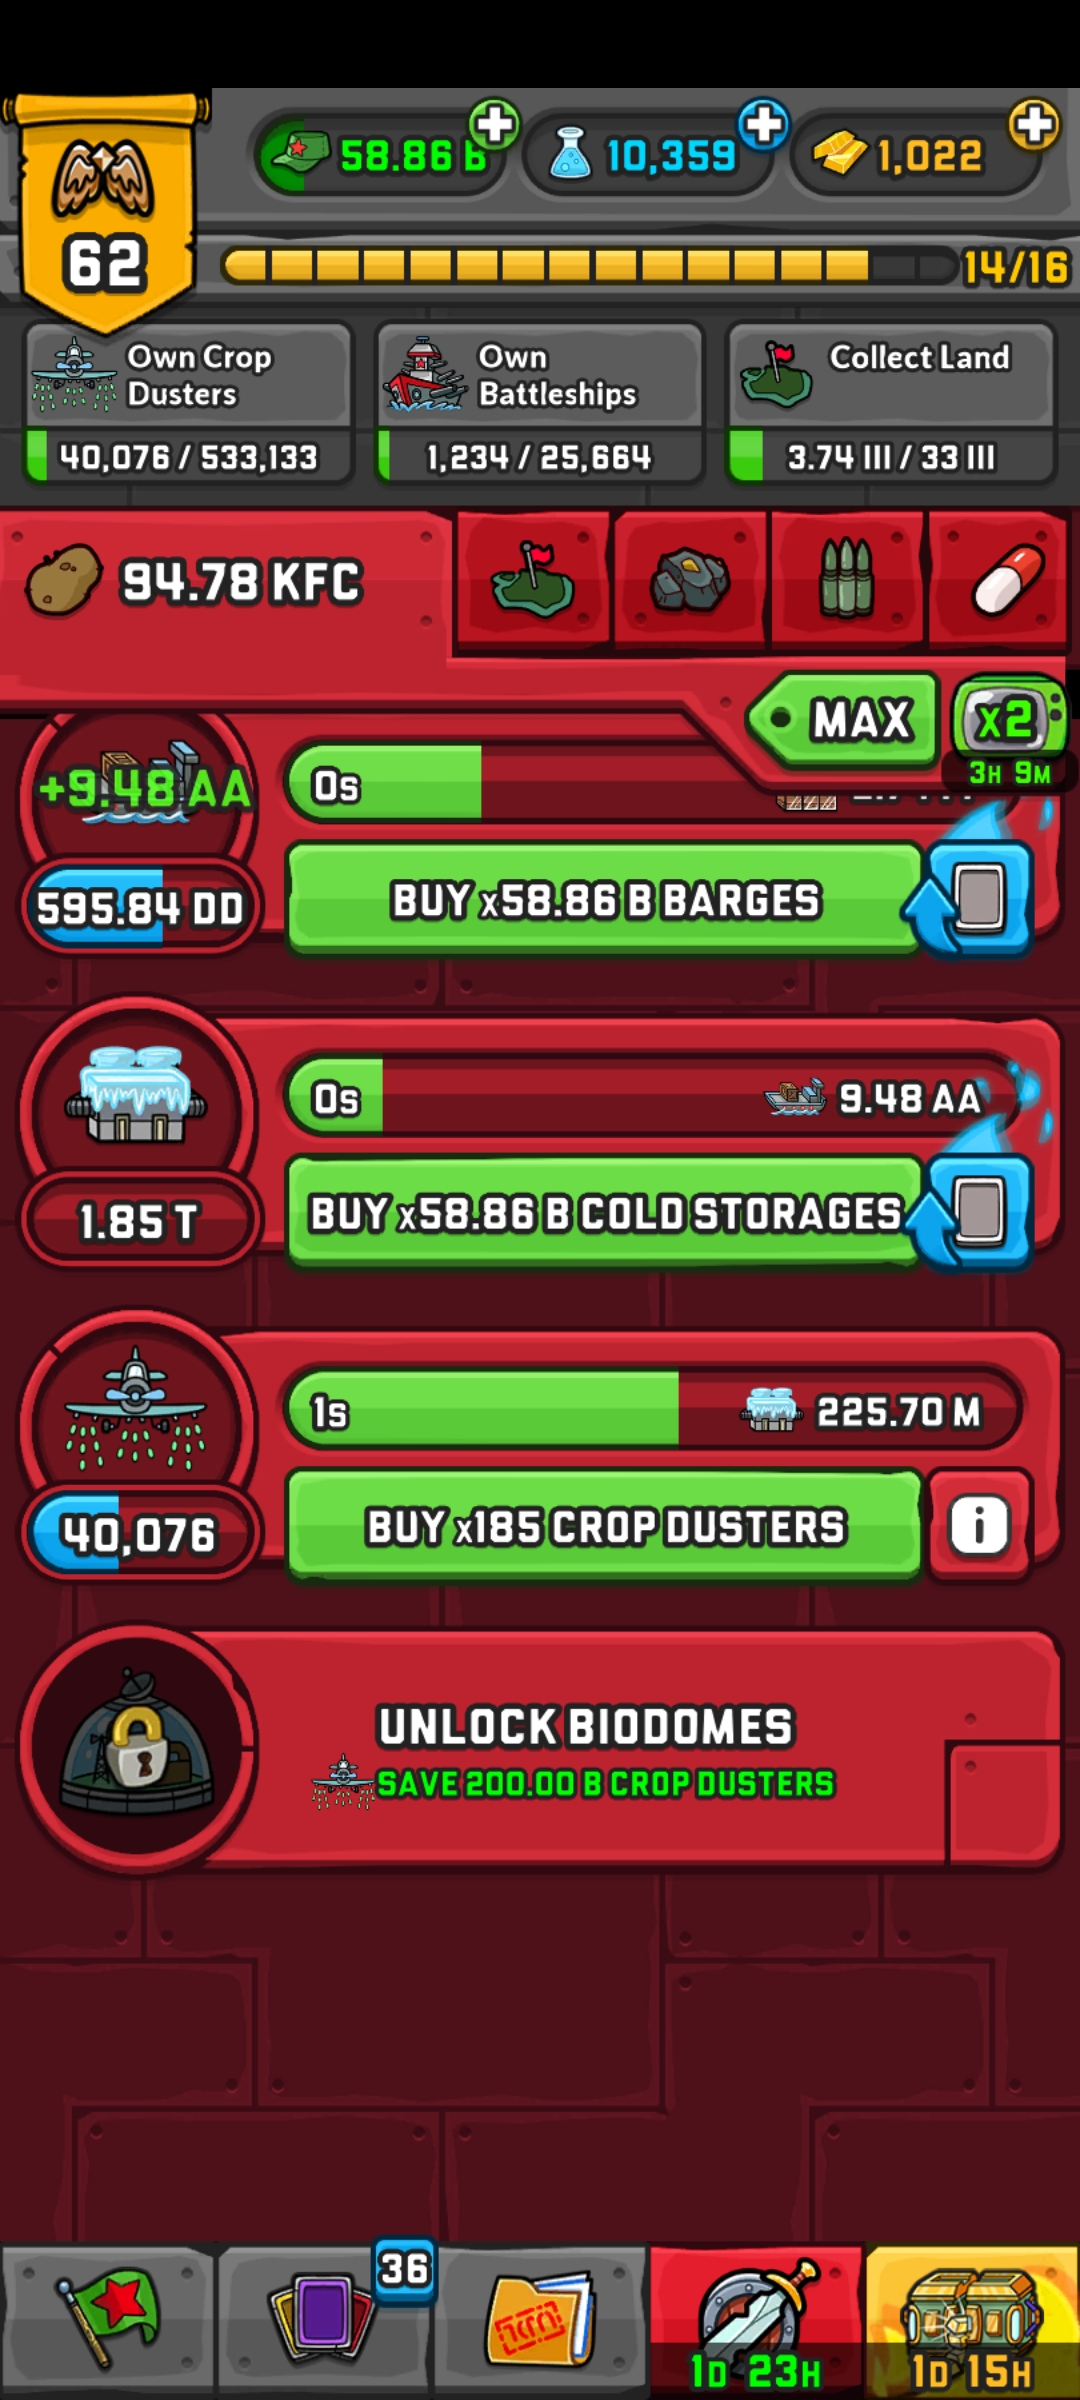 58.86 B
10,359
1,022
62
14/16
Own Crop
Dusters
Own
Battleships
Collect Land
40,076 / 533,133
1,234 / 25,664
3.74 III / 33 III
94.78 KFC
MAX
x2
3H 9M
+9.48 AA
0s
595.84 DD
BUY x58.86 B BARGES
0s
9.48 AA
1.85 T
BUY x58.86 B COLD STORAGES
1s
225.70 M
40,076
BUY x185 CROP DUSTERS
i
UNLOCK BIODOMES
SAVE 200.00 B CROP DUSTERS
36
1D 23H
1D 15H